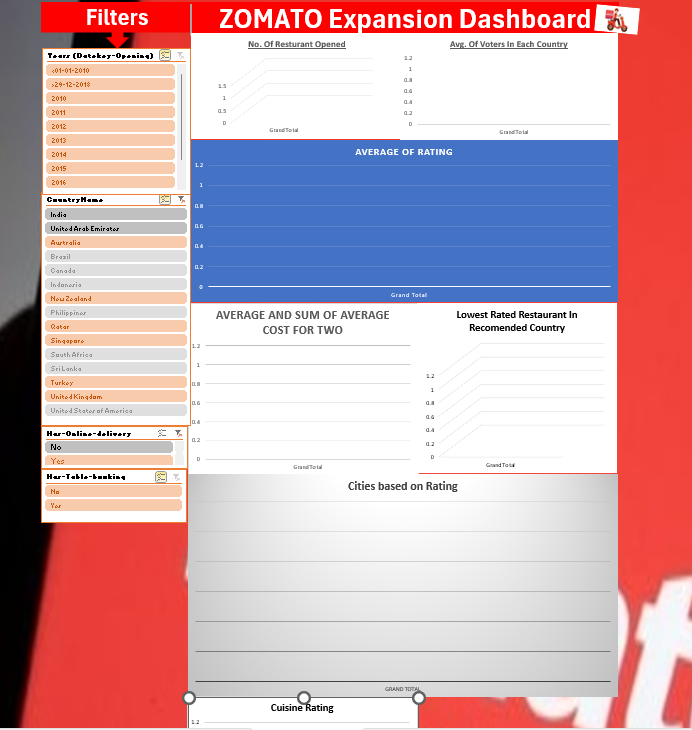 Filters
ZOMATO Expansion Dashboard
Years (Datekey-Opening)
<01-01-2010
>29-12-2018
2010
2011
2012
2013
2014
2015
2016
CountryName
India
United Arab Emirates
Australia
Brazil
Canada
Indonesia
New Zealand
Philippines
Qatar
Singapore
South Africa
Sri Lanka
Turkey
United Kingdom
United States of America
Has-Online-delivery
No
Yes
Has-Table-booking
No
Yes
No. Of Resturant Opened
1.5
1
0.5
0
Grand Total
Avg. Of Voters In Each Country
1.2
1
0.8
0.6
0.4
0.2
0
Grand Total
AVERAGE OF RATING
1.2
1
0.8
0.6
0.4
0.2
0
Grand Total
AVERAGE AND SUM OF AVERAGE
COST FOR TWO
1.2
1
0.8
0.6
0.4
0.2
0
Grand Total
Lowest Rated Restaurant In
Recomended Country
1.2
1
0.8
0.6
0.4
0.2
0
Grand Total
Cities based on Rating
GRAND TOTAL
Cuisine Rating
1.2